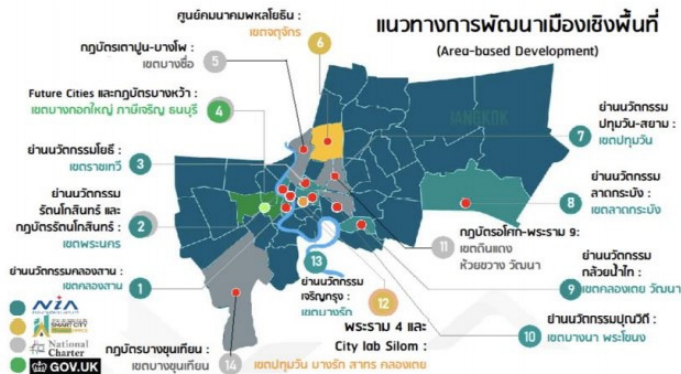 แนวทางการพัฒนาเมืองเชิงพื้นที่
(Area-based Development)
ศูนย์คมนาคมพหลโยธิน :
เขตจตุจักร
6
กฎบัตรเตาปูน-บางโพ :
เขตบางซื่อ
5
Future Cities และกฎบัตรบางหว้า :
เขตบางกอกใหญ่ ภาษีเจริญ ธนบุรี
4
ย่านนวัตกรรมโยธี :
เขตราชเทวี
3
ย่านนวัตกรรม
รัตนโกสินทร์ และ
กฎบัตรรัตนโกสินทร์ :
เขตพระนคร
2
ย่านนวัตกรรมคลองสาน :
เขตคลองสาน
1
BANGKOK
ย่านนวัตกรรม
ปทุมวัน-สยาม :
เขตปทุมวัน
7
ย่านนวัตกรรม
ลาดกระบัง :
เขตลาดกระบัง
8
11
กฎบัตรอโศก-พระราม 9:
เขตดินแดง
ห้วยขวาง วัฒนา
ย่านนวัตกรรม
กล้วยน้ำไท :
เขตคลองเตย วัฒนา
9
ย่านนวัตกรรมปุณวิถี :
เขตบางนา พระโขนง
10
13
ย่านนวัตกรรม
เจริญกรุง :
เขตบางรัก
12
พระราม 4 และ
City lab Silom :
เขตปทุมวัน บางรัก สาทร คลองเตย
กฎบัตรบางขุนเทียน :
เขตบางขุนเทียน
14
NIA
SMART CITY
National
Charter
GOV.UK